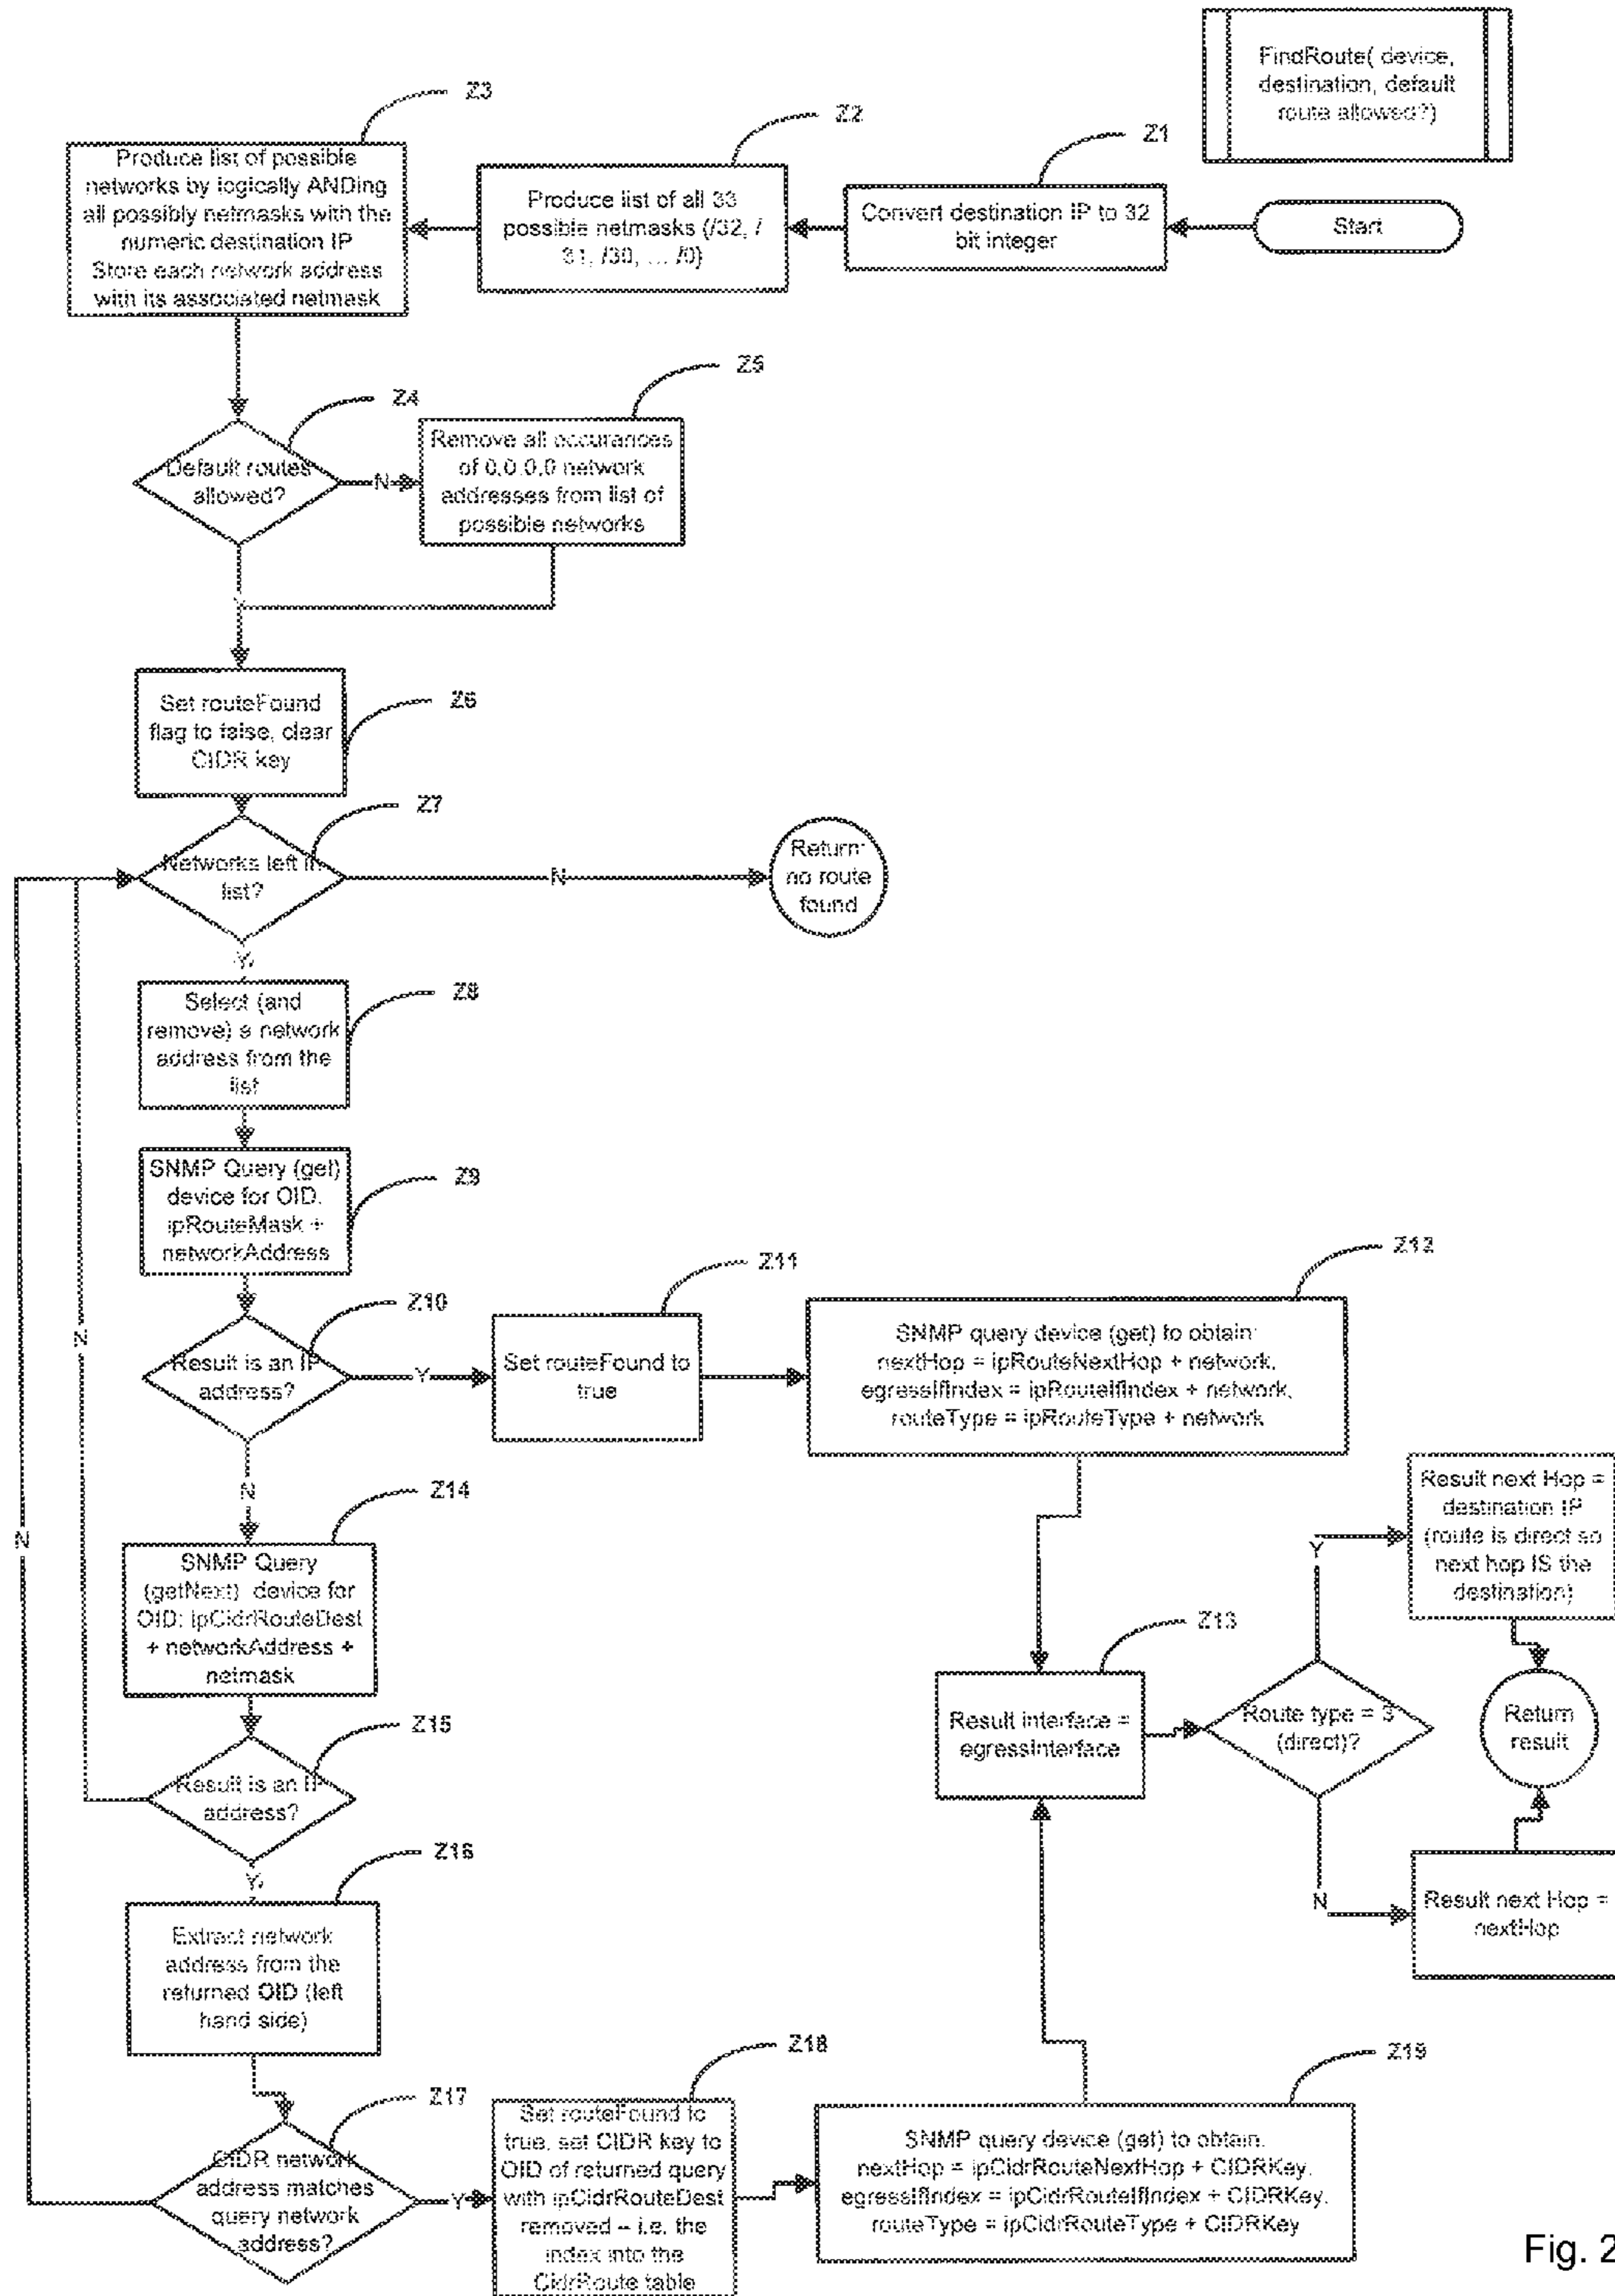 FindRoute( device,
destination, default
route allowed?)
Start
Z1
Convert destination IP to 32
bit integer
Z2
Produce list of all 33
possible netmasks (/32, /
31, /30, ... /0)
Z3
Produce list of possible
networks by logically ANDing
all possibly netmasks with the
numeric destination IP
Store each network address
with its associated netmask
Z4
Default routes
allowed?
N
Y
Z5
Remove all occurances
of 0.0.0.0 network
addresses from list of
possible networks
Z6
Set routeFound
flag to false, clear
CIDR key
Z7
Networks left in
list?
N
Return:
no route
found
Y
Z8
Select (and
remove) a network
address from the
list
Z9
SNMP Query (get)
device for OID.
ipRouteMask +
networkAddress
Z10
Result is an IP
address?
Y
N
Z11
Set routeFound to
true
Z12
SNMP query device (get) to obtain:
nextHop = ipRouteNextHop + network,
egressIfIndex = ipRouteIfIndex + network,
routeType = ipRouteType + network
Z13
Result interface =
egressInterface
Route type = 3
(direct)?
Y
Result next Hop =
destination IP
(route is direct so
next hop IS the
destination)
Return
result
N
Result next Hop =
nextHop
Z14
SNMP Query
(getNext) device for
OID: ipCidrRouteDest
+ networkAddress +
netmask
Z15
Result is an IP
address?
N
Y
Z16
Extract network
address from the
returned OID (left
hand side)
Z17
CIDR network
address matches
query network
address?
N
Y
Z18
Set routeFound to
true, set CIDR key to
OID of returned query
with ipCidrRouteDest
removed – i.e. the
index into the
CidrRoute table
Z19
SNMP query device (get) to obtain.
nextHop = ipCidrRouteNextHop + CIDRKey,
egressIfIndex = ipCidrRouteIfIndex + CIDRKey,
routeType = ipCidrRouteType + CIDRKey
Fig. 2